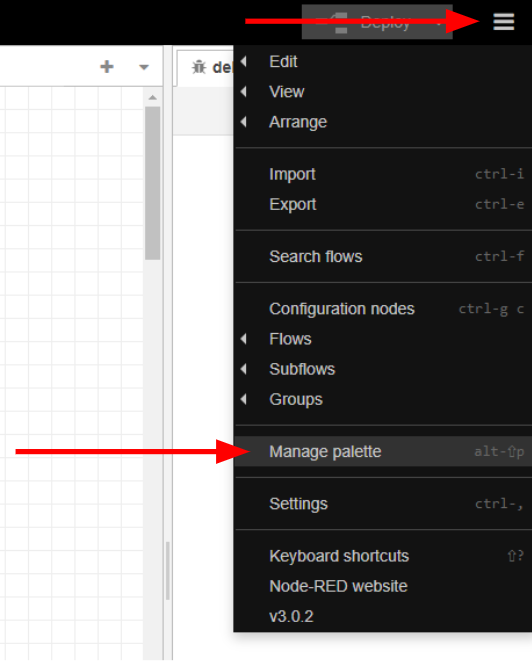 Deploy
+
del
Edit
View
Arrange
Import ctrl-i
Export ctrl-e
Search flows ctrl-f
Configuration nodes ctrl-g c
Flows
Subflows
Groups
Manage palette alt-⇧p
Settings ctrl-,
Keyboard shortcuts ⇧?
Node-RED website
v3.0.2